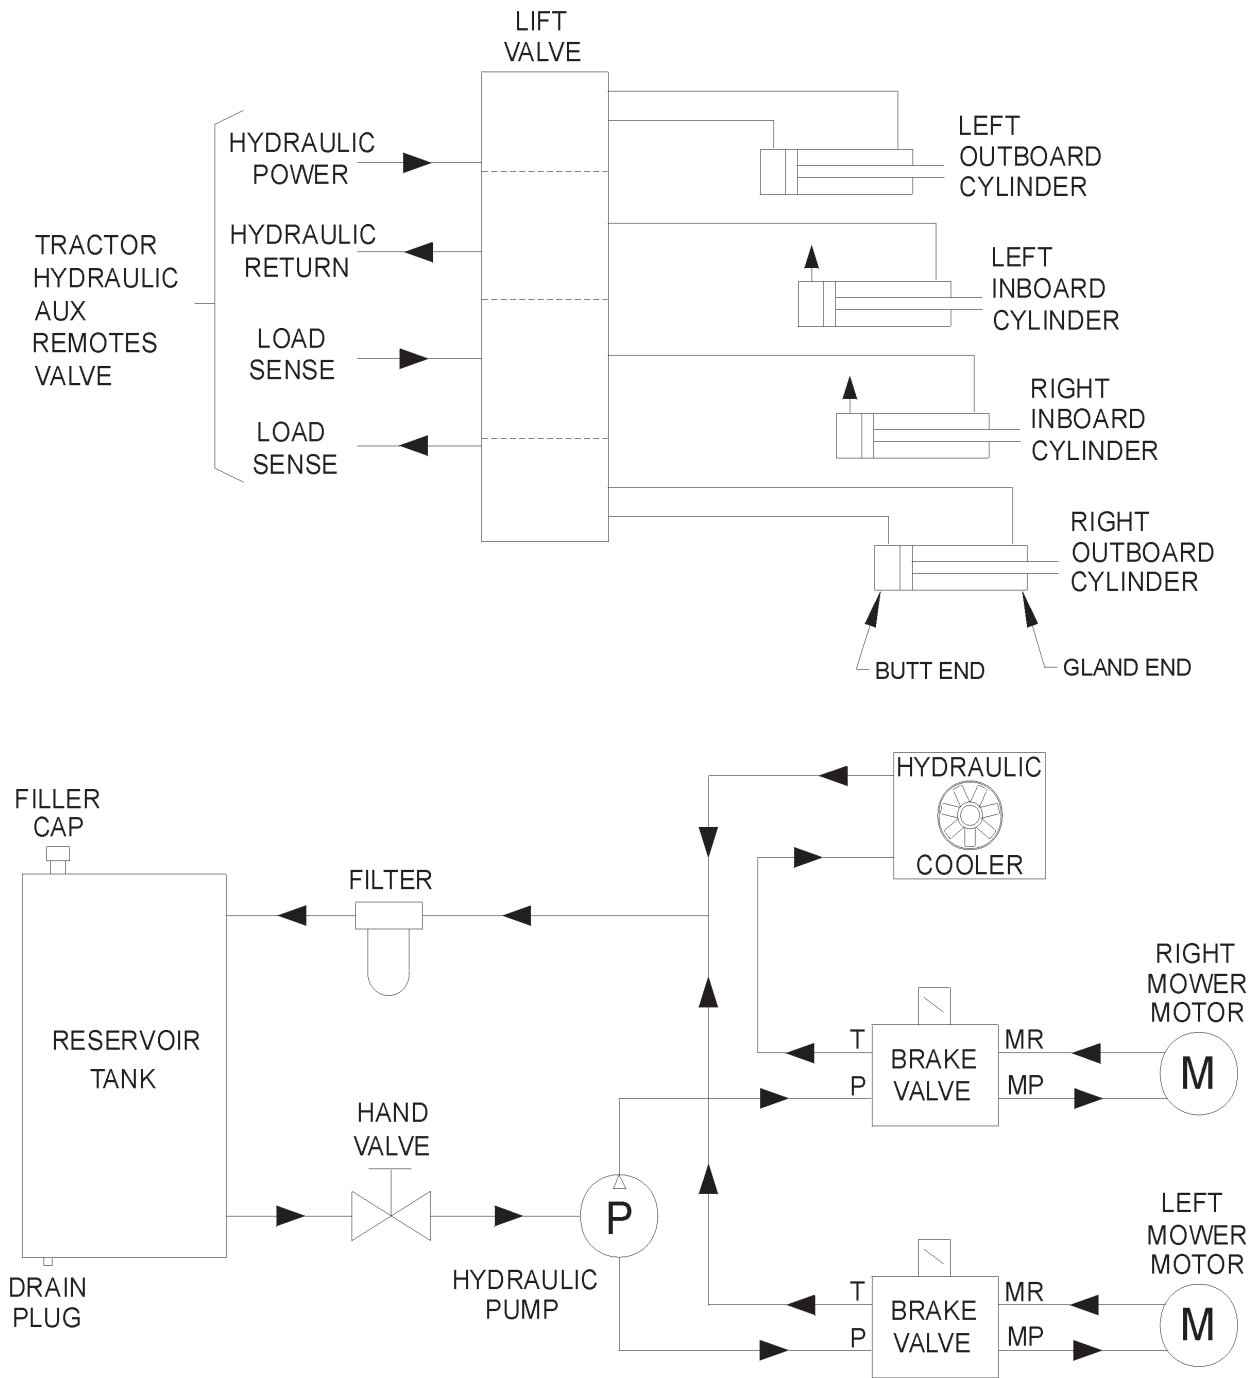 LIFT
VALVE
HYDRAULIC
POWER
HYDRAULIC
RETURN
LOAD
SENSE
LOAD
SENSE
TRACTOR
HYDRAULIC
AUX
REMOTES
VALVE
LEFT
OUTBOARD
CYLINDER
LEFT
INBOARD
CYLINDER
RIGHT
INBOARD
CYLINDER
RIGHT
OUTBOARD
CYLINDER
BUTT END
GLAND END
HYDRAULIC
COOLER
FILLER
CAP
FILTER
RESERVOIR
TANK
HAND
VALVE
P
HYDRAULIC
PUMP
DRAIN
PLUG
RIGHT
MOWER
MOTOR
T
P
BRAKE
VALVE
MR
MP
M
LEFT
MOWER
MOTOR
T
P
BRAKE
VALVE
MR
MP
M